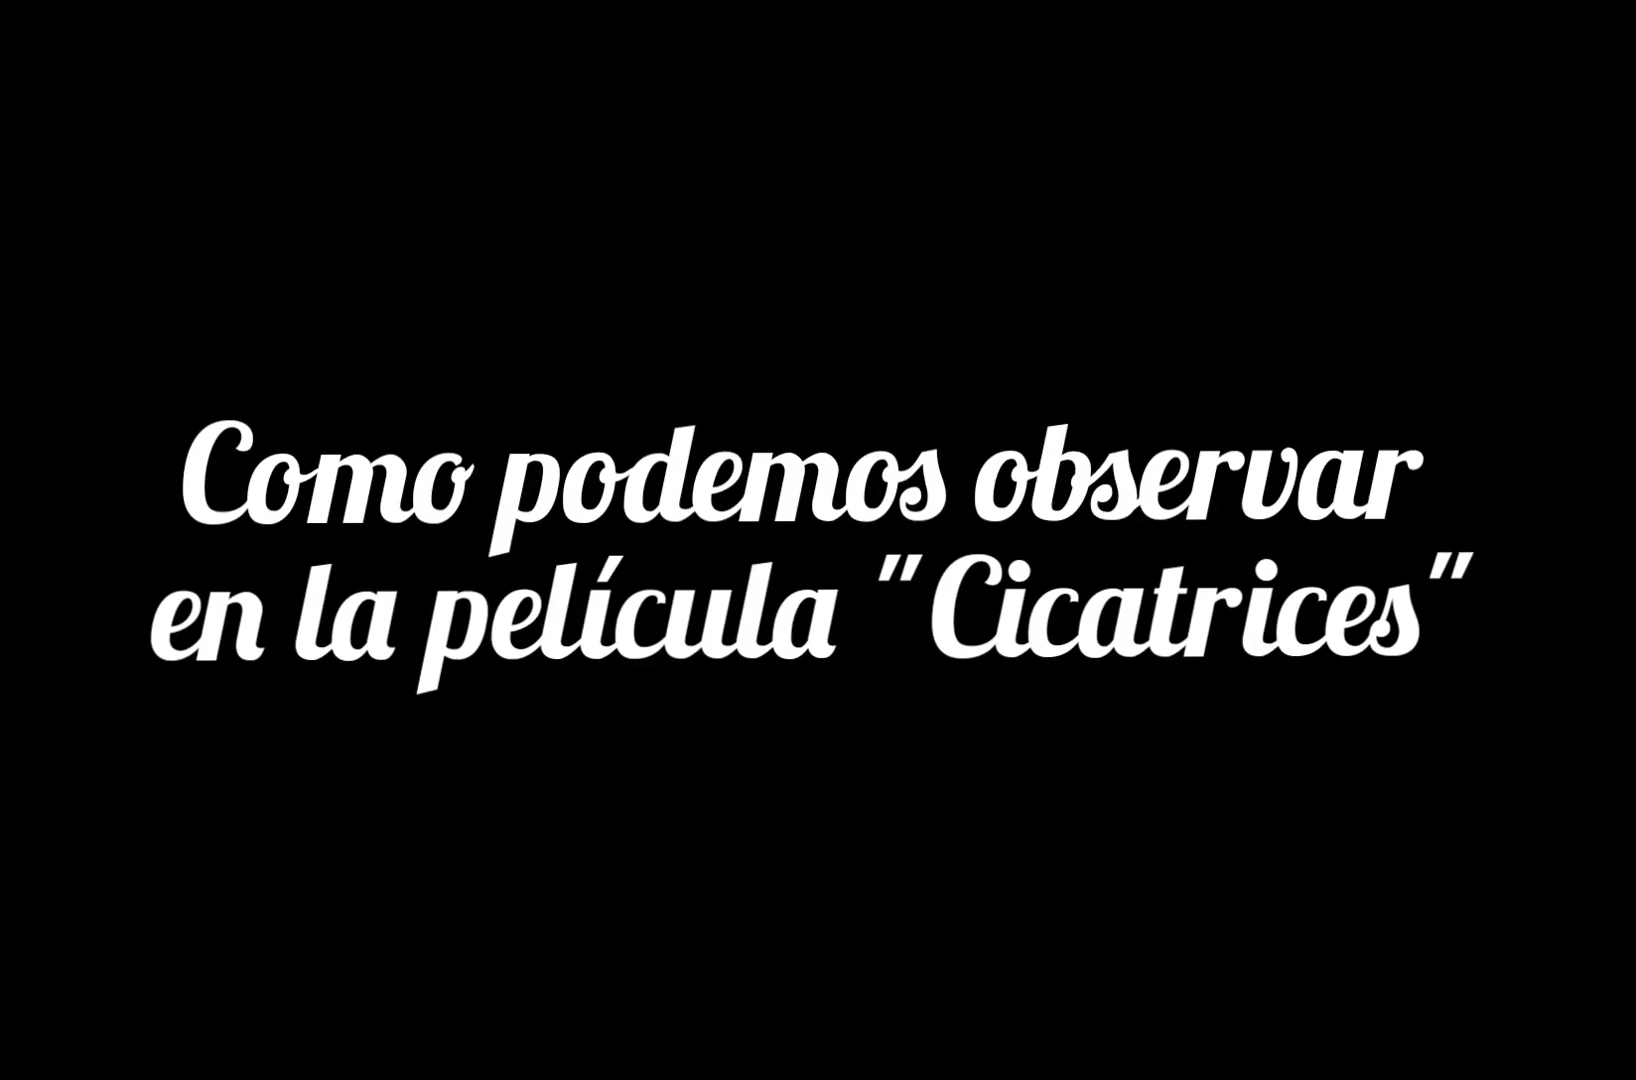 Como podemos observar
en la película "Cicatrices"